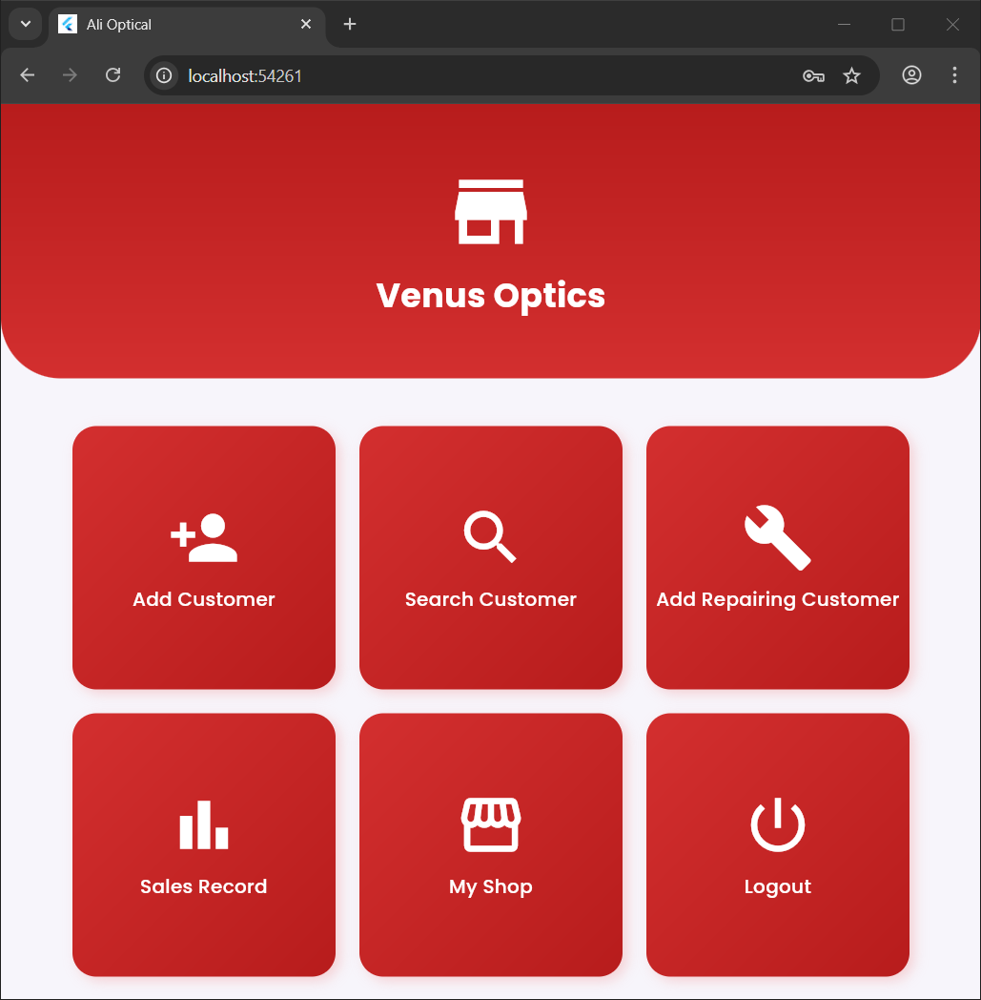 Ali Optical
localhost:54261
Venus Optics
Add Customer
Search Customer
Add Repairing Customer
Sales Record
My Shop
Logout